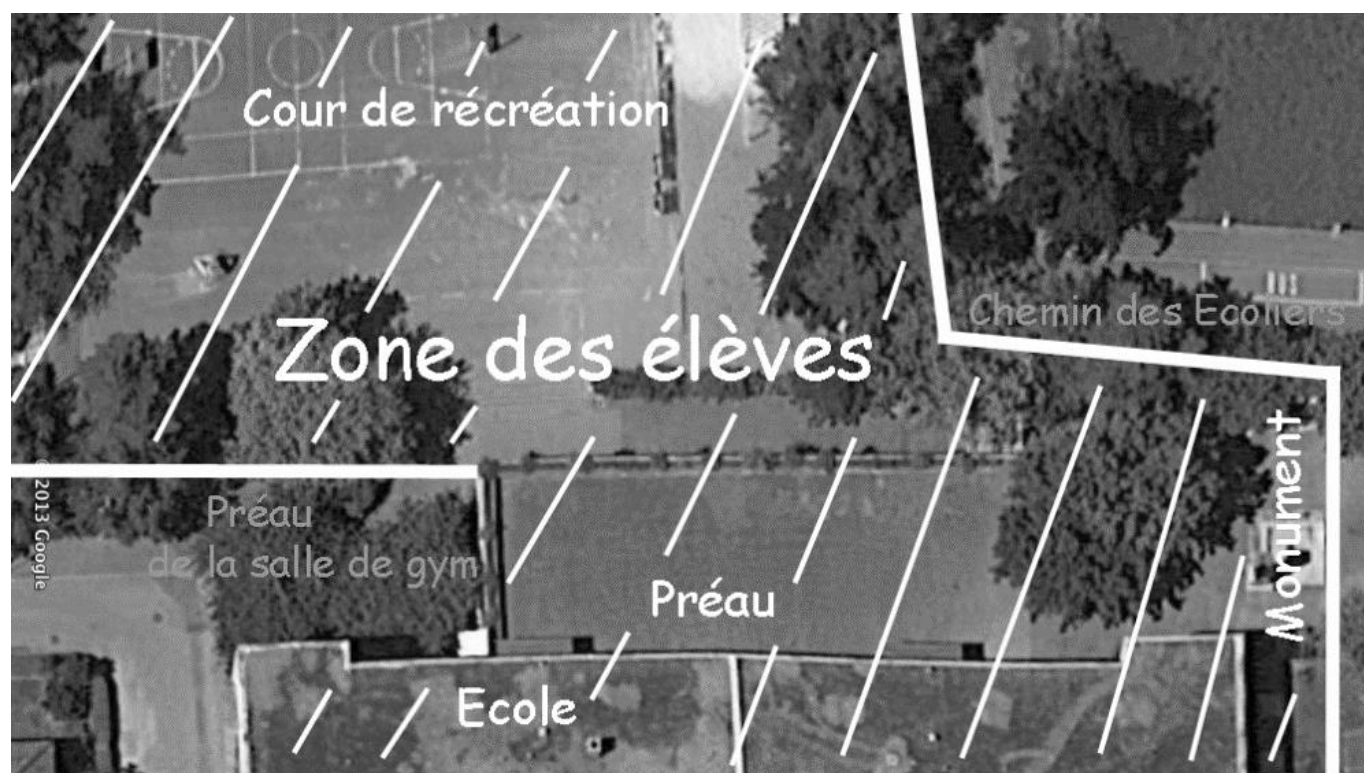 Cour de récréation
Zone des élèves
Chemin des Ecoliers
Monument
Préau
de la salle de gym
Préau
Ecole
©2013 Google
BUS